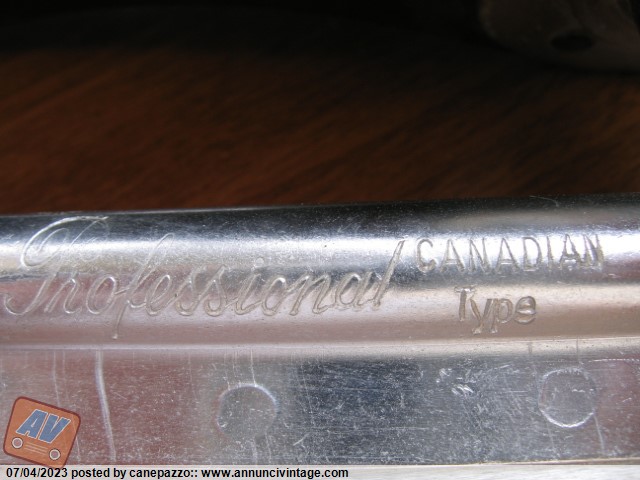 Professional CANADIAN
Type
AV
07/04/2023 posted by canepazzo:: www.annuncivintage.com